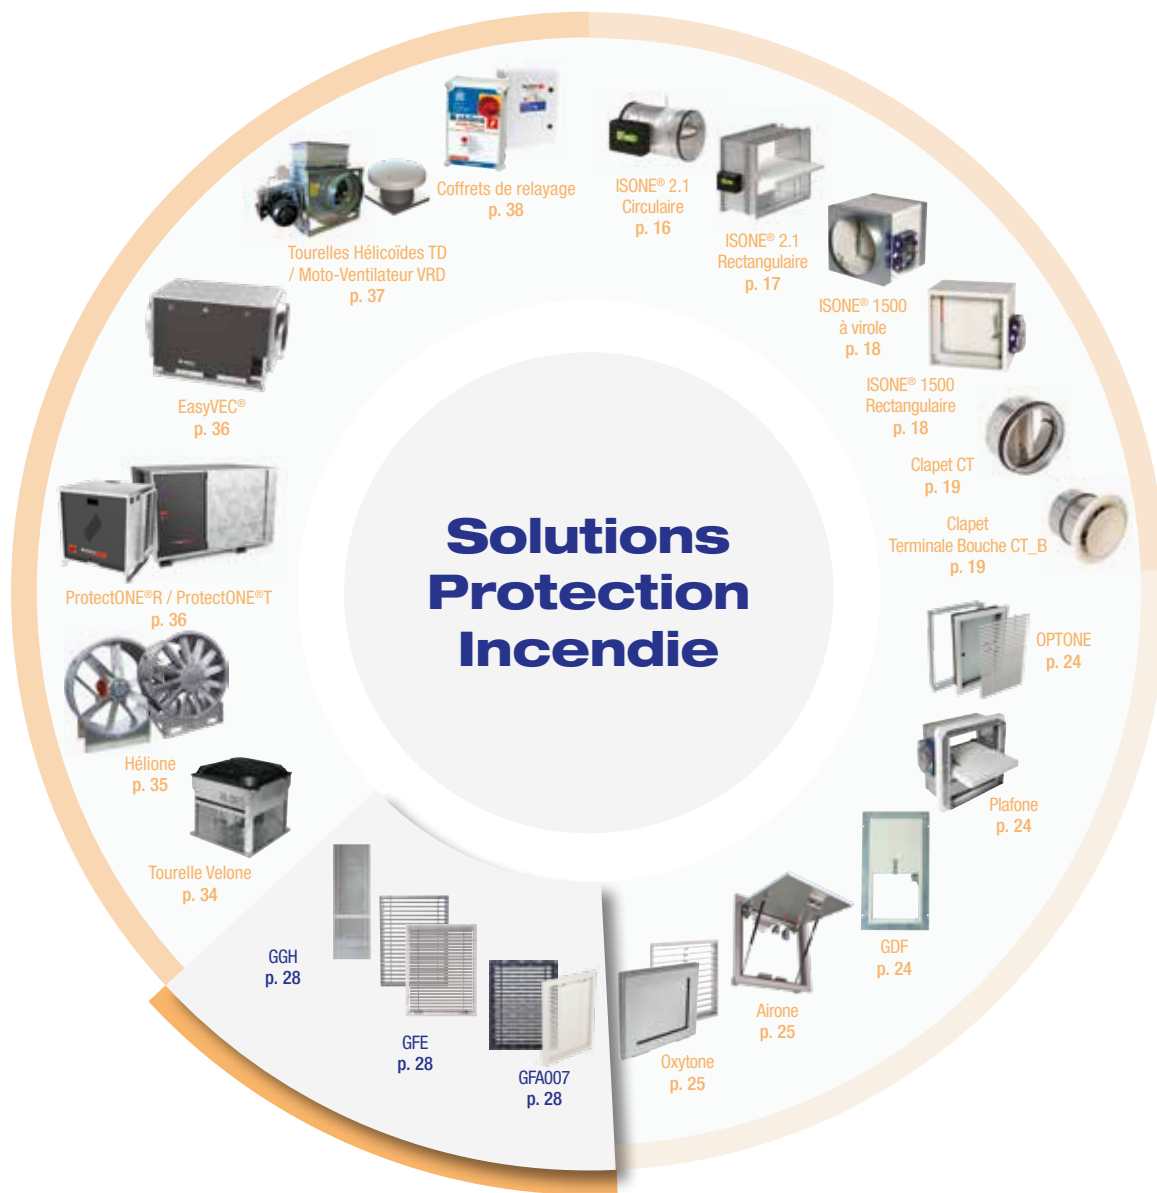 Coffrets de relayage
p. 38
ISONE® 2.1
Circulaire
p. 16
ISONE® 2.1
Rectangulaire
p. 17
ISONE® 1500
à virole
p. 18
ISONE® 1500
Rectangulaire
p. 18
Clapet CT
p. 19
Clapet
Terminale Bouche CT_B
p. 19
OPTONE
p. 24
Plafone
p. 24
GDF
p. 24
Airone
p. 25
Oxytone
p. 25
GFA007
p. 28
GFE
p. 28
GGH
p. 28
Tourelle Velone
p. 34
Hélione
p. 35
ProtectONE®R / ProtectONE®T
p. 36
EasyVEC®
p. 36
Tourelles Hélicoïdes TD
/ Moto-Ventilateur VRD
p. 37
Solutions
Protection
Incendie